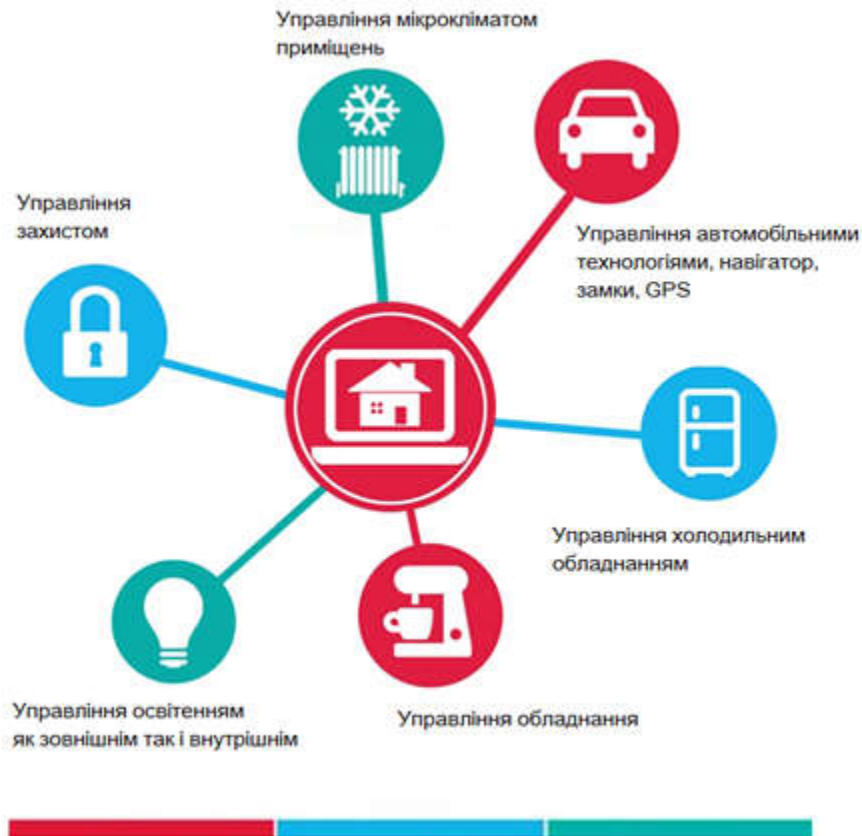 Управління мікрокліматом
приміщень
Управління
захистом
Управління автомобільними
технологіями, навігатор,
замки, GPS
Управління холодильним
обладнанням
Управління освітенням
як зовнішнім так і внутрішнім
Управління обладнання